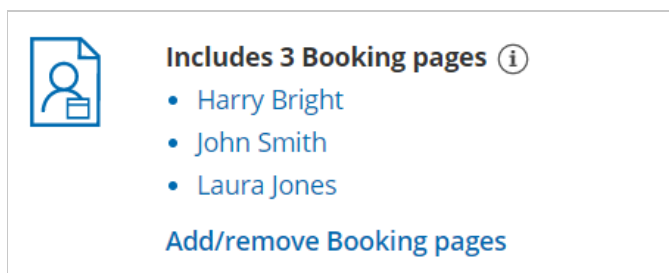 Includes 3 Booking pages i
• Harry Bright
• John Smith
• Laura Jones
Add/remove Booking pages